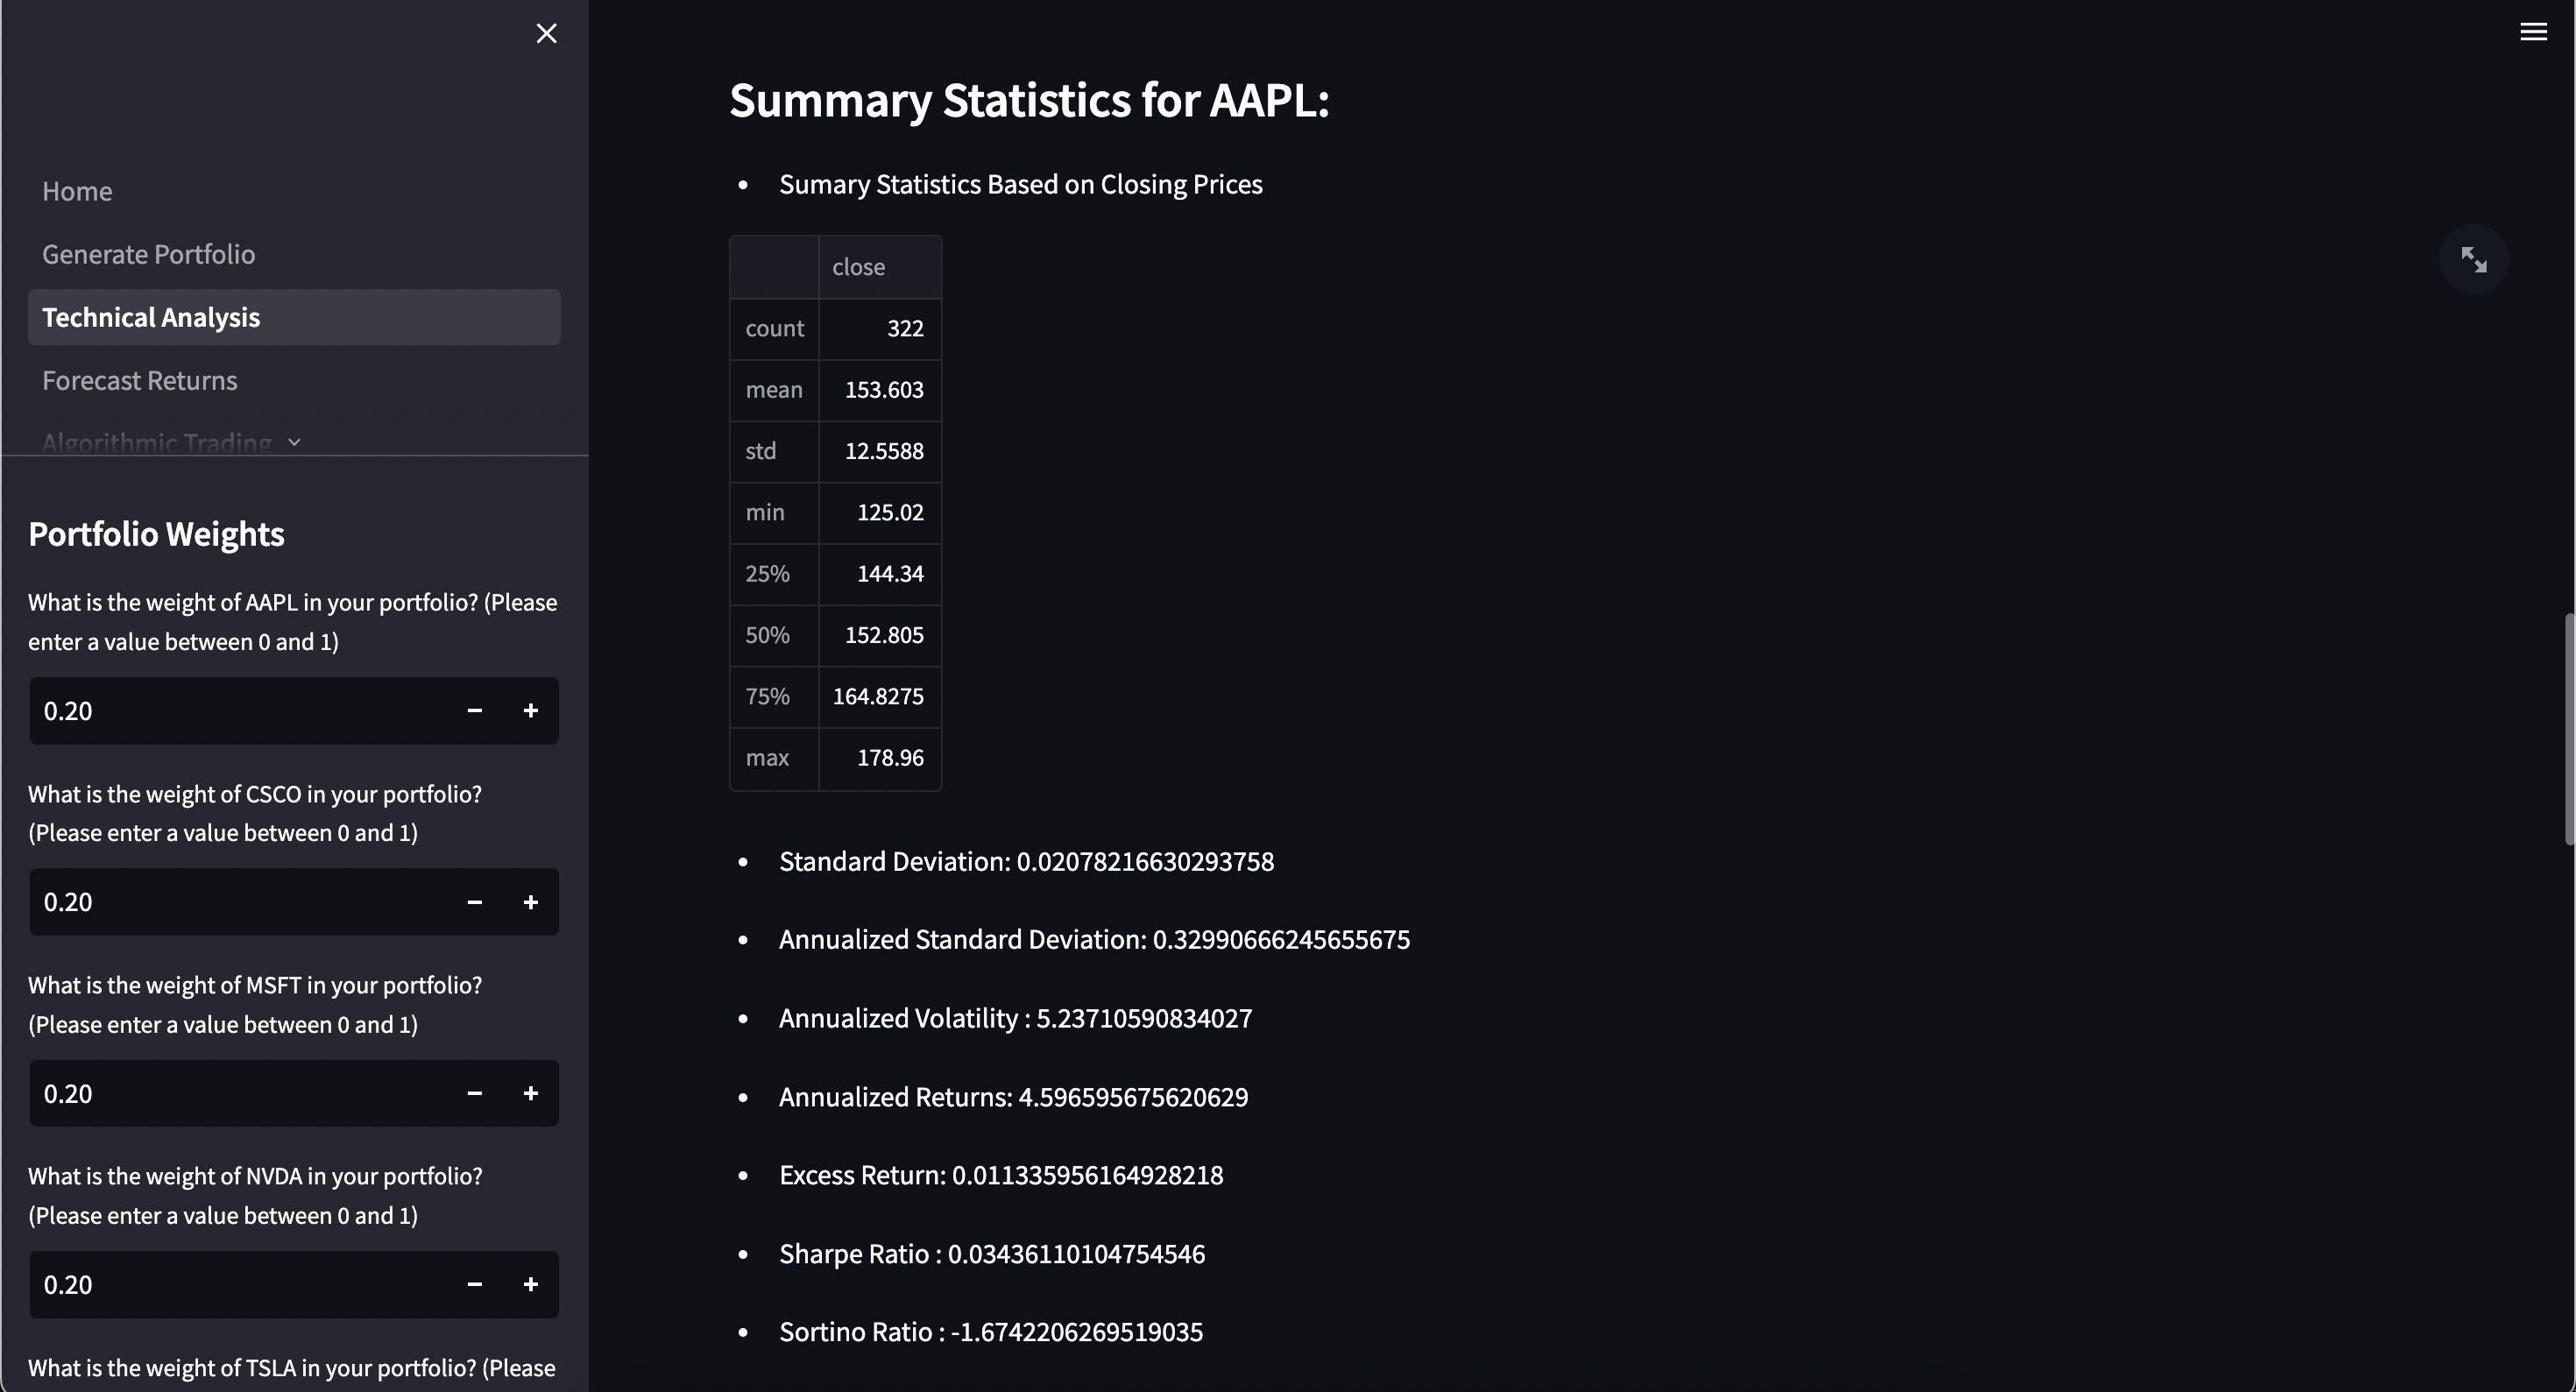 Home
Generate Portfolio
Technical Analysis
Forecast Returns
Algorithmic Trading
Portfolio Weights
What is the weight of AAPL in your portfolio? (Please
enter a value between 0 and 1)
0.20
What is the weight of CSCO in your portfolio?
(Please enter a value between 0 and 1)
0.20
What is the weight of MSFT in your portfolio?
(Please enter a value between 0 and 1)
0.20
What is the weight of NVDA in your portfolio?
(Please enter a value between 0 and 1)
0.20
What is the weight of TSLA in your portfolio? (Please
Summary Statistics for AAPL:
Sumary Statistics Based on Closing Prices
close
count 322
mean 153.603
std 12.5588
min 125.02
25% 144.34
50% 152.805
75% 164.8275
max 178.96
Standard Deviation: 0.02078216630293758
Annualized Standard Deviation: 0.32990666245655675
Annualized Volatility : 5.23710590834027
Annualized Returns: 4.596595675620629
Excess Return: 0.011335956164928218
Sharpe Ratio : 0.03436110104754546
Sortino Ratio : -1.6742206269519035